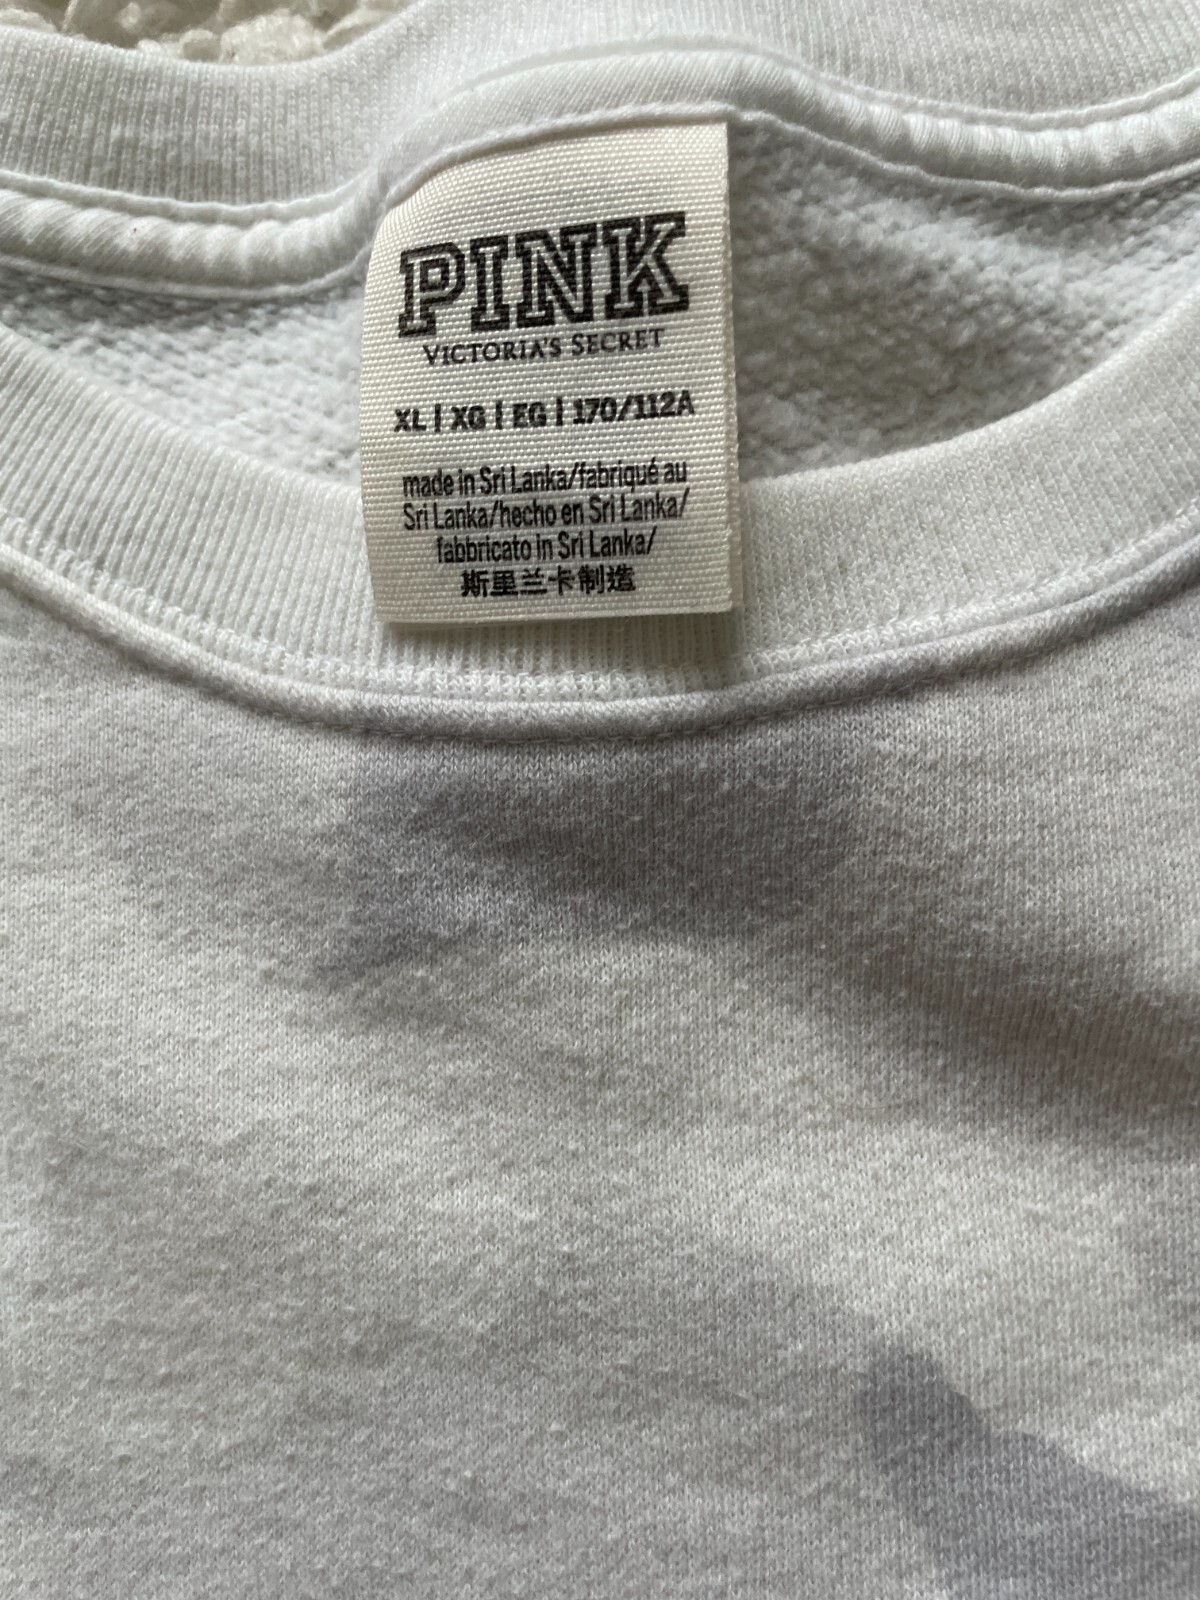 PINK
VICTORIA'S SECRET
XL | XG | EG | 170/112A
made in Sri Lanka/fabriqué au
Sri Lanka/hecho en Sri Lanka/
fabbricato in Sri Lanka/
斯里兰卡制造